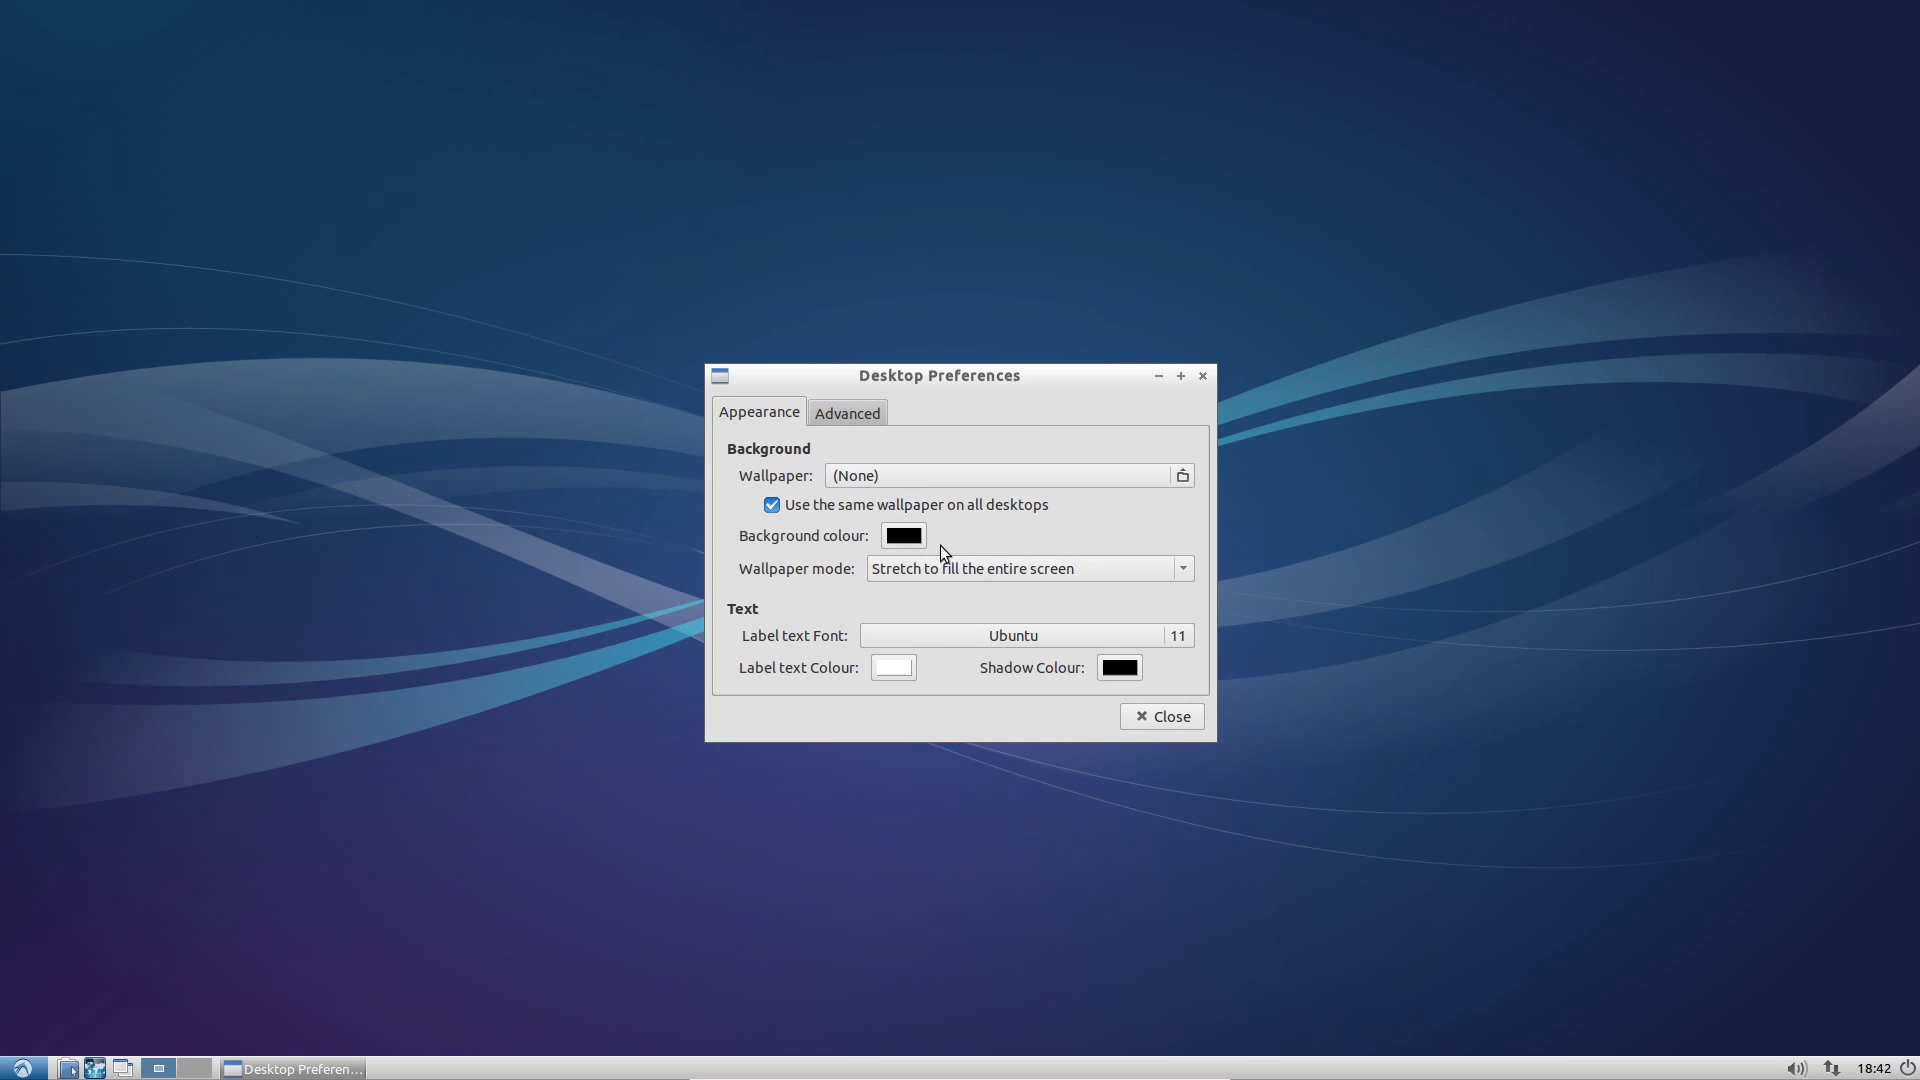 Desktop Preferences
Appearance Advanced
Background
Wallpaper: (None)
Use the same wallpaper on all desktops
Background colour:
Wallpaper mode: Stretch to fill the entire screen
Text
Label text Font: Ubuntu 11
Label text Colour: Shadow Colour:
Close
Desktop Preferen... 18:42